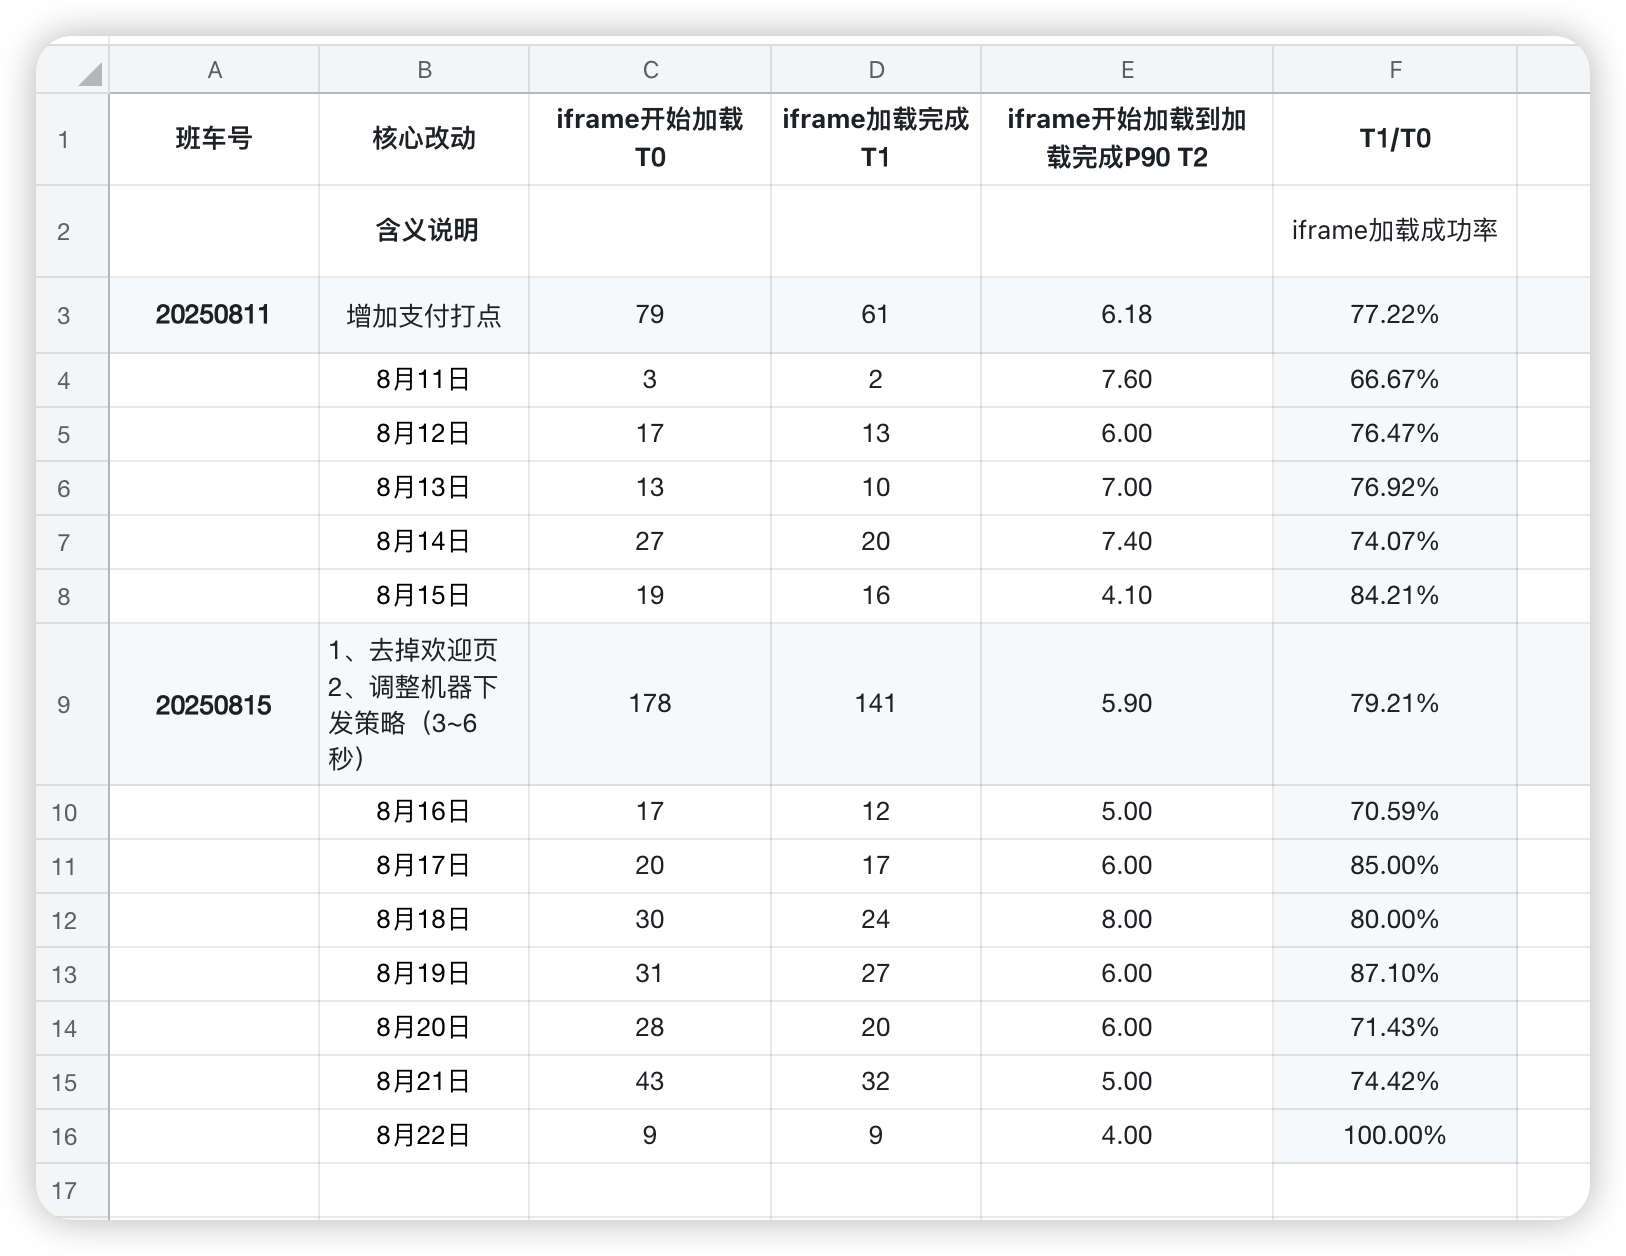 A B C D E F
1 班车号 核心改动 iframe开始加载 T0 iframe加载完成 T1 iframe开始加载到加载完成P90 T2 T1/T0
2 含义说明 iframe加载成功率
3 20250811 增加支付打点 79 61 6.18 77.22%
4 8月11日 3 2 7.60 66.67%
5 8月12日 17 13 6.00 76.47%
6 8月13日 13 10 7.00 76.92%
7 8月14日 27 20 7.40 74.07%
8 8月15日 19 16 4.10 84.21%
9 20250815 1、去掉欢迎页 2、调整机器下发策略（3~6秒） 178 141 5.90 79.21%
10 8月16日 17 12 5.00 70.59%
11 8月17日 20 17 6.00 85.00%
12 8月18日 30 24 8.00 80.00%
13 8月19日 31 27 6.00 87.10%
14 8月20日 28 20 6.00 71.43%
15 8月21日 43 32 5.00 74.42%
16 8月22日 9 9 4.00 100.00%
17